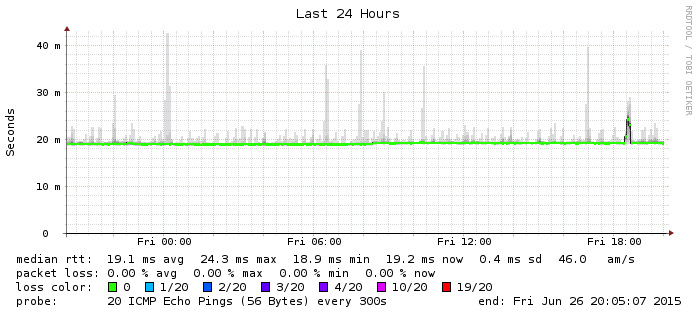 Last 24 Hours
RRDTOOL / TOBI OETIKER
Seconds
40 m
30 m
20 m
10 m
0
Fri 00:00 Fri 06:00 Fri 12:00 Fri 18:00
median rtt: 19.1 ms avg 24.3 ms max 18.9 ms min 19.2 ms now 0.4 ms sd 46.0 am/s
packet loss: 0.00 % avg 0.00 % max 0.00 % min 0.00 % now
loss color: 0 1/20 2/20 3/20 4/20 10/20 19/20
probe: 20 ICMP Echo Pings (56 Bytes) every 300s end: Fri Jun 26 20:05:07 2015